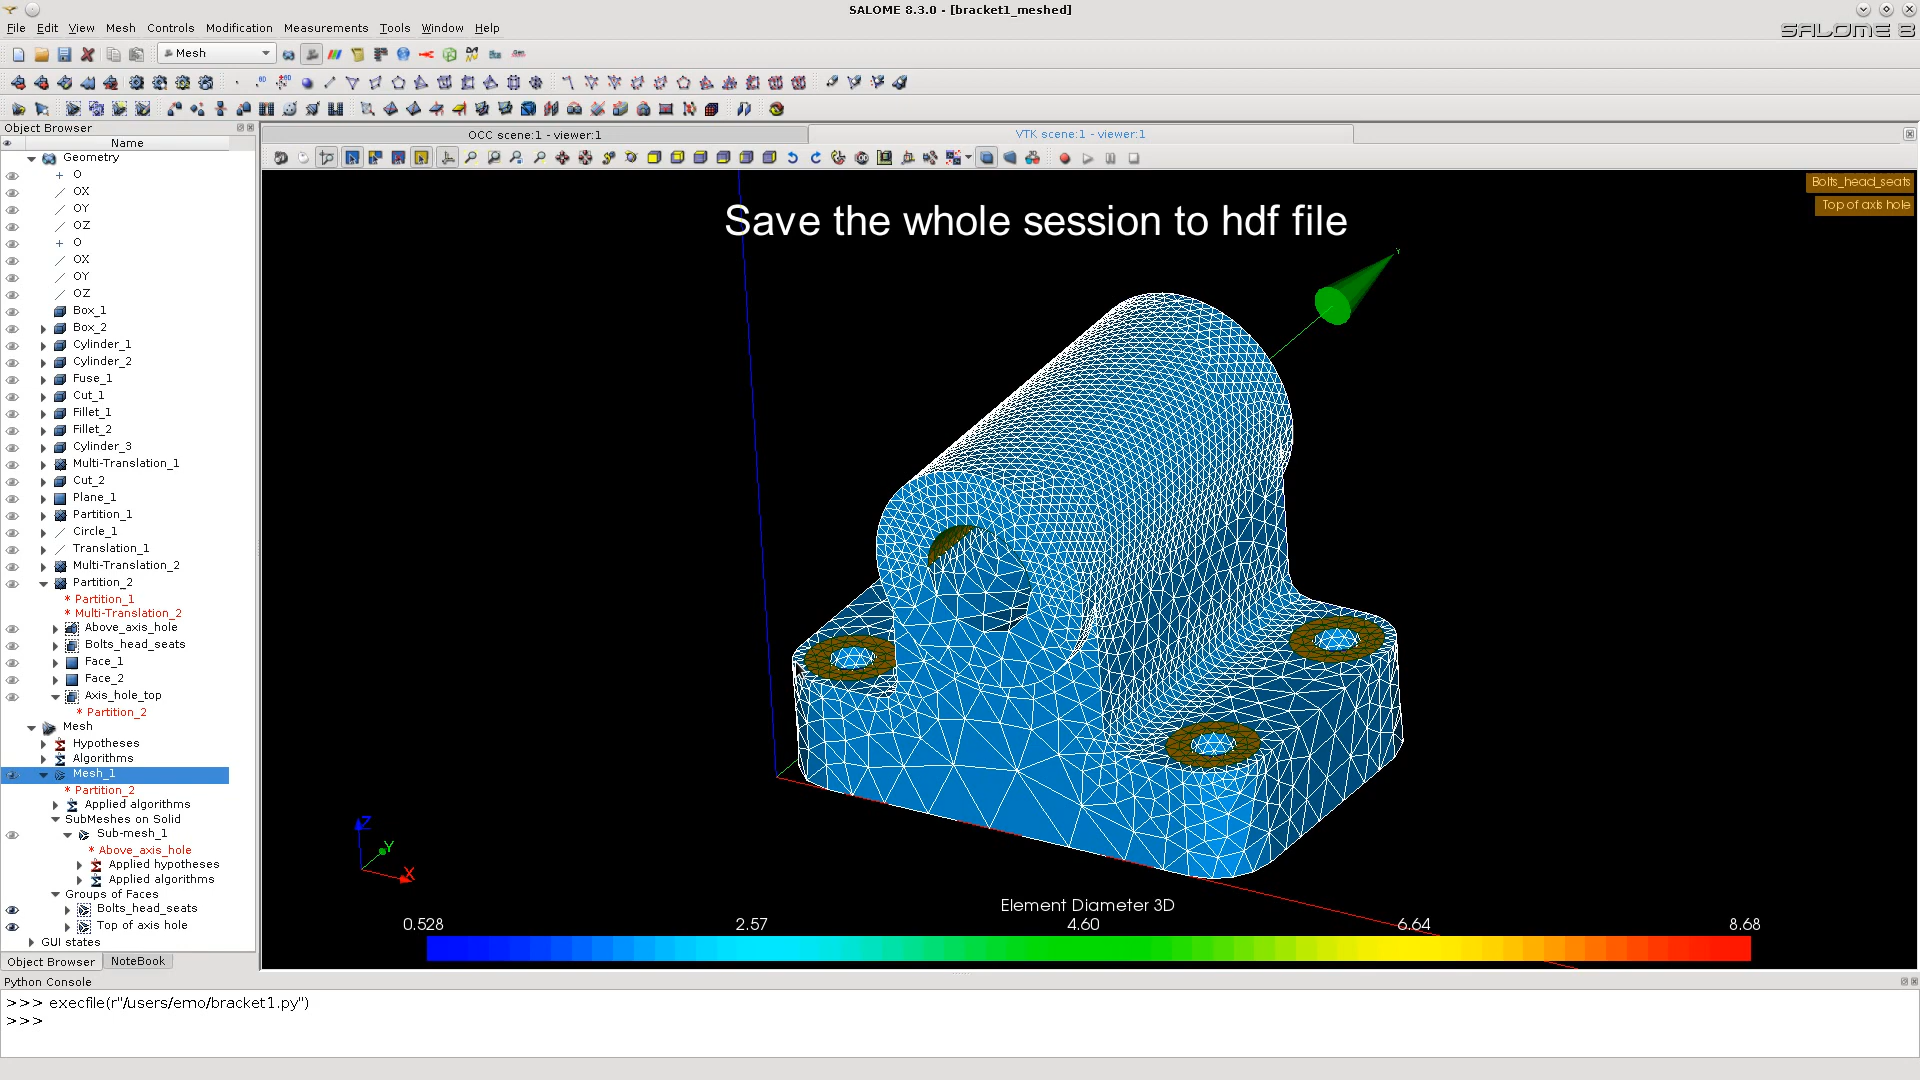 SALOME 8.3.0 - [bracket1_meshed]
File Edit View Mesh Controls Modification Measurements Tools Window Help
SALOME 8
Mesh
Object Browser
Name
Geometry
O
OX
OY
OZ
O
OX
OY
OZ
Box_1
Box_2
Cylinder_1
Cylinder_2
Fuse_1
Cut_1
Fillet_1
Fillet_2
Cylinder_3
Multi-Translation_1
Cut_2
Plane_1
Partition_1
Circle_1
Translation_1
Multi-Translation_2
Partition_2
* Partition_1
* Multi-Translation_2
Above_axis_hole
Bolts_head_seats
Face_1
Face_2
Axis_hole_top
* Partition_2
Mesh
Hypotheses
Algorithms
Mesh_1
* Partition_2
Applied algorithms
SubMeshes on Solid
Sub-mesh_1
* Above_axis_hole
Applied hypotheses
Applied algorithms
Groups of Faces
Bolts_head_seats
Top of axis hole
GUI states
Object Browser NoteBook
OCC scene:1 - viewer:1
VTK scene:1 - viewer:1
Save the whole session to hdf file
Bolts_head_seats
Top of axis hole
Y
Z
Y
X
Element Diameter 3D
0.528 2.57 4.60 6.64 8.68
Python Console
>>> execfile(r"/users/emo/bracket1.py")
>>>